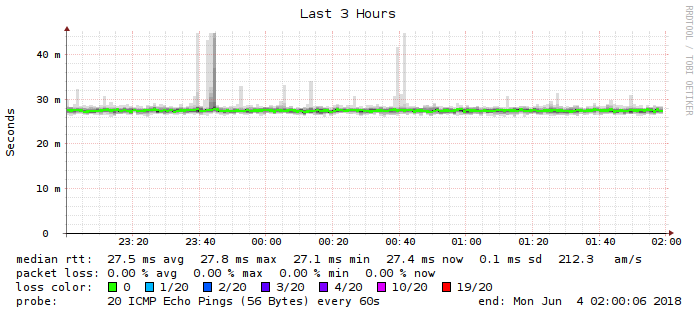 Last 3 Hours
RRDTOOL / TOBI OETIKER
Seconds
40 m
30 m
20 m
10 m
0
23:20 23:40 00:00 00:20 00:40 01:00 01:20 01:40 02:00
median rtt: 27.5 ms avg 27.8 ms max 27.1 ms min 27.4 ms now 0.1 ms sd 212.3 am/s
packet loss: 0.00 % avg 0.00 % max 0.00 % min 0.00 % now
loss color: 0 1/20 2/20 3/20 4/20 10/20 19/20
probe: 20 ICMP Echo Pings (56 Bytes) every 60s end: Mon Jun 4 02:00:06 2018